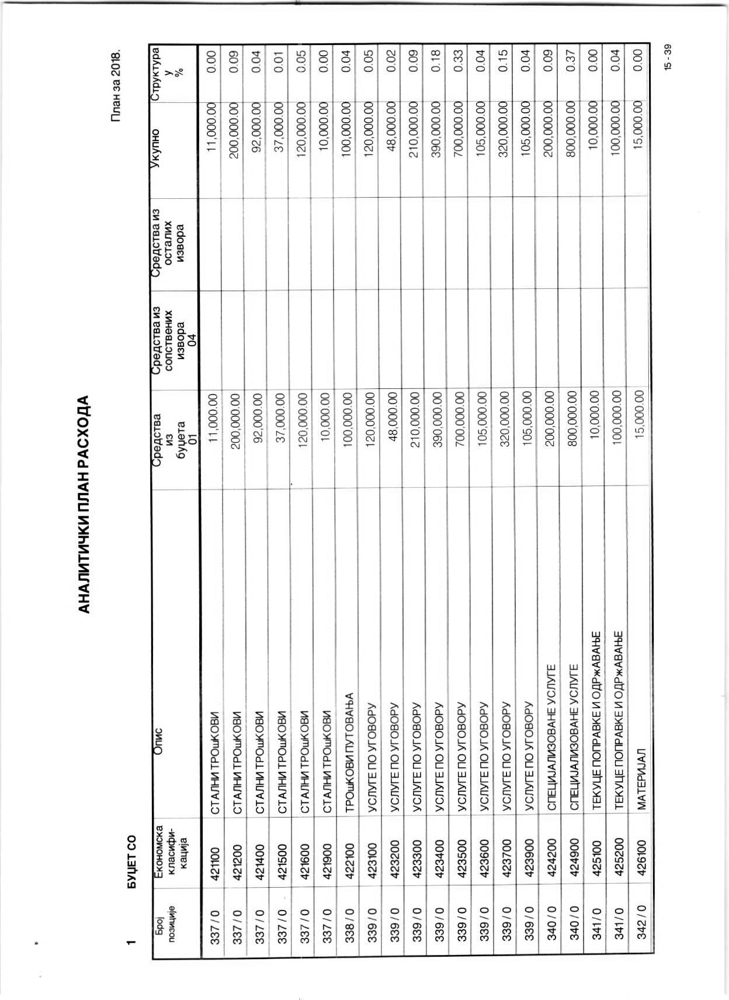 АНАЛИТИЧКИ ПЛАН РАСХОДА
План за 2018.
1 БУЏЕТ СО
Број позиције | Економска класифи-кација | Опис | Средства из буџета 01 | Средства из сопствених извора 04 | Средства из осталих извора | Укупно | Структура у %
337 / 0 421100 СТАЛНИ ТРОшКОВИ 11,000.00 11,000.00 0.00
337 / 0 421200 СТАЛНИ ТРОшКОВИ 200,000.00 200,000.00 0.09
337 / 0 421400 СТАЛНИ ТРОшКОВИ 92,000.00 92,000.00 0.04
337 / 0 421500 СТАЛНИ ТРОшКОВИ 37,000.00 37,000.00 0.01
337 / 0 421600 СТАЛНИ ТРОшКОВИ 120,000.00 120,000.00 0.05
337 / 0 421900 СТАЛНИ ТРОшКОВИ 10,000.00 10,000.00 0.00
338 / 0 422100 ТРОшКОВИ ПУТОВАЊА 100,000.00 100,000.00 0.04
339 / 0 423100 УСЛУГЕ ПО УГОВОРУ 120,000.00 120,000.00 0.05
339 / 0 423200 УСЛУГЕ ПО УГОВОРУ 48,000.00 48,000.00 0.02
339 / 0 423300 УСЛУГЕ ПО УГОВОРУ 210,000.00 210,000.00 0.09
339 / 0 423400 УСЛУГЕ ПО УГОВОРУ 390,000.00 390,000.00 0.18
339 / 0 423500 УСЛУГЕ ПО УГОВОРУ 700,000.00 700,000.00 0.33
339 / 0 423600 УСЛУГЕ ПО УГОВОРУ 105,000.00 105,000.00 0.04
339 / 0 423700 УСЛУГЕ ПО УГОВОРУ 320,000.00 320,000.00 0.15
339 / 0 423900 УСЛУГЕ ПО УГОВОРУ 105,000.00 105,000.00 0.04
340 / 0 424200 СПЕЦИЈАЛИЗОВАНЕ УСЛУГЕ 200,000.00 200,000.00 0.09
340 / 0 424900 СПЕЦИЈАЛИЗОВАНЕ УСЛУГЕ 800,000.00 800,000.00 0.37
341 / 0 425100 ТЕКУЦЕ ПОПРАВКЕ И ОДРжАВАЊЕ 10,000.00 10,000.00 0.00
341 / 0 425200 ТЕКУЦЕ ПОПРАВКЕ И ОДРжАВАЊЕ 100,000.00 100,000.00 0.04
342 / 0 426100 МАТЕРИЈАЛ 15,000.00 15,000.00 0.00
15 - 39